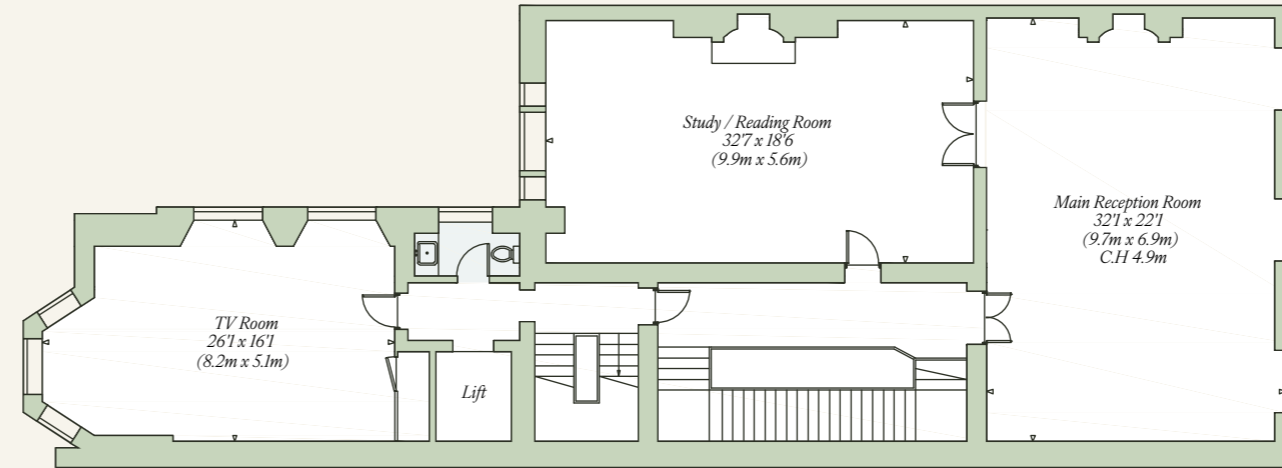 Study / Reading Room
32'7 x 18'6
(9.9m x 5.6m)
Main Reception Room
32'1 x 22'1
(9.7m x 6.9m)
C.H 4.9m
TV Room
26'1 x 16'1
(8.2m x 5.1m)
Lift